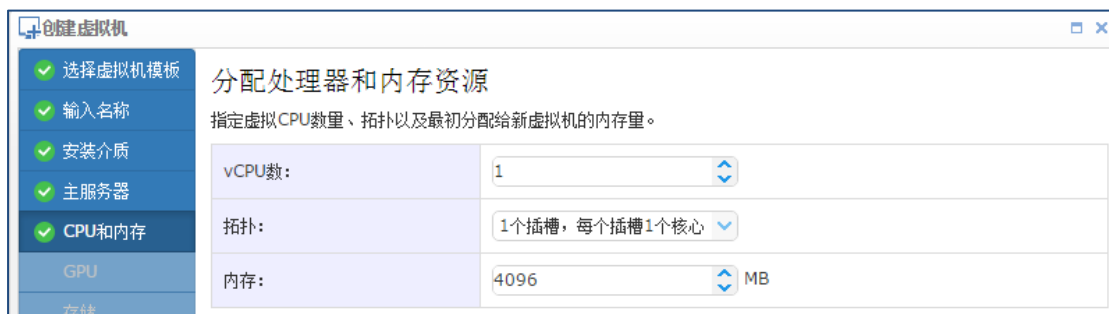 创建虚拟机
选择虚拟机模板
输入名称
安装介质
主服务器
CPU和内存
GPU
存储
分配处理器和内存资源
指定虚拟CPU数量、拓扑以及最初分配给新虚拟机的内存量。
vCPU数: 1
拓扑: 1个插槽，每个插槽1个核心
内存: 4096 MB